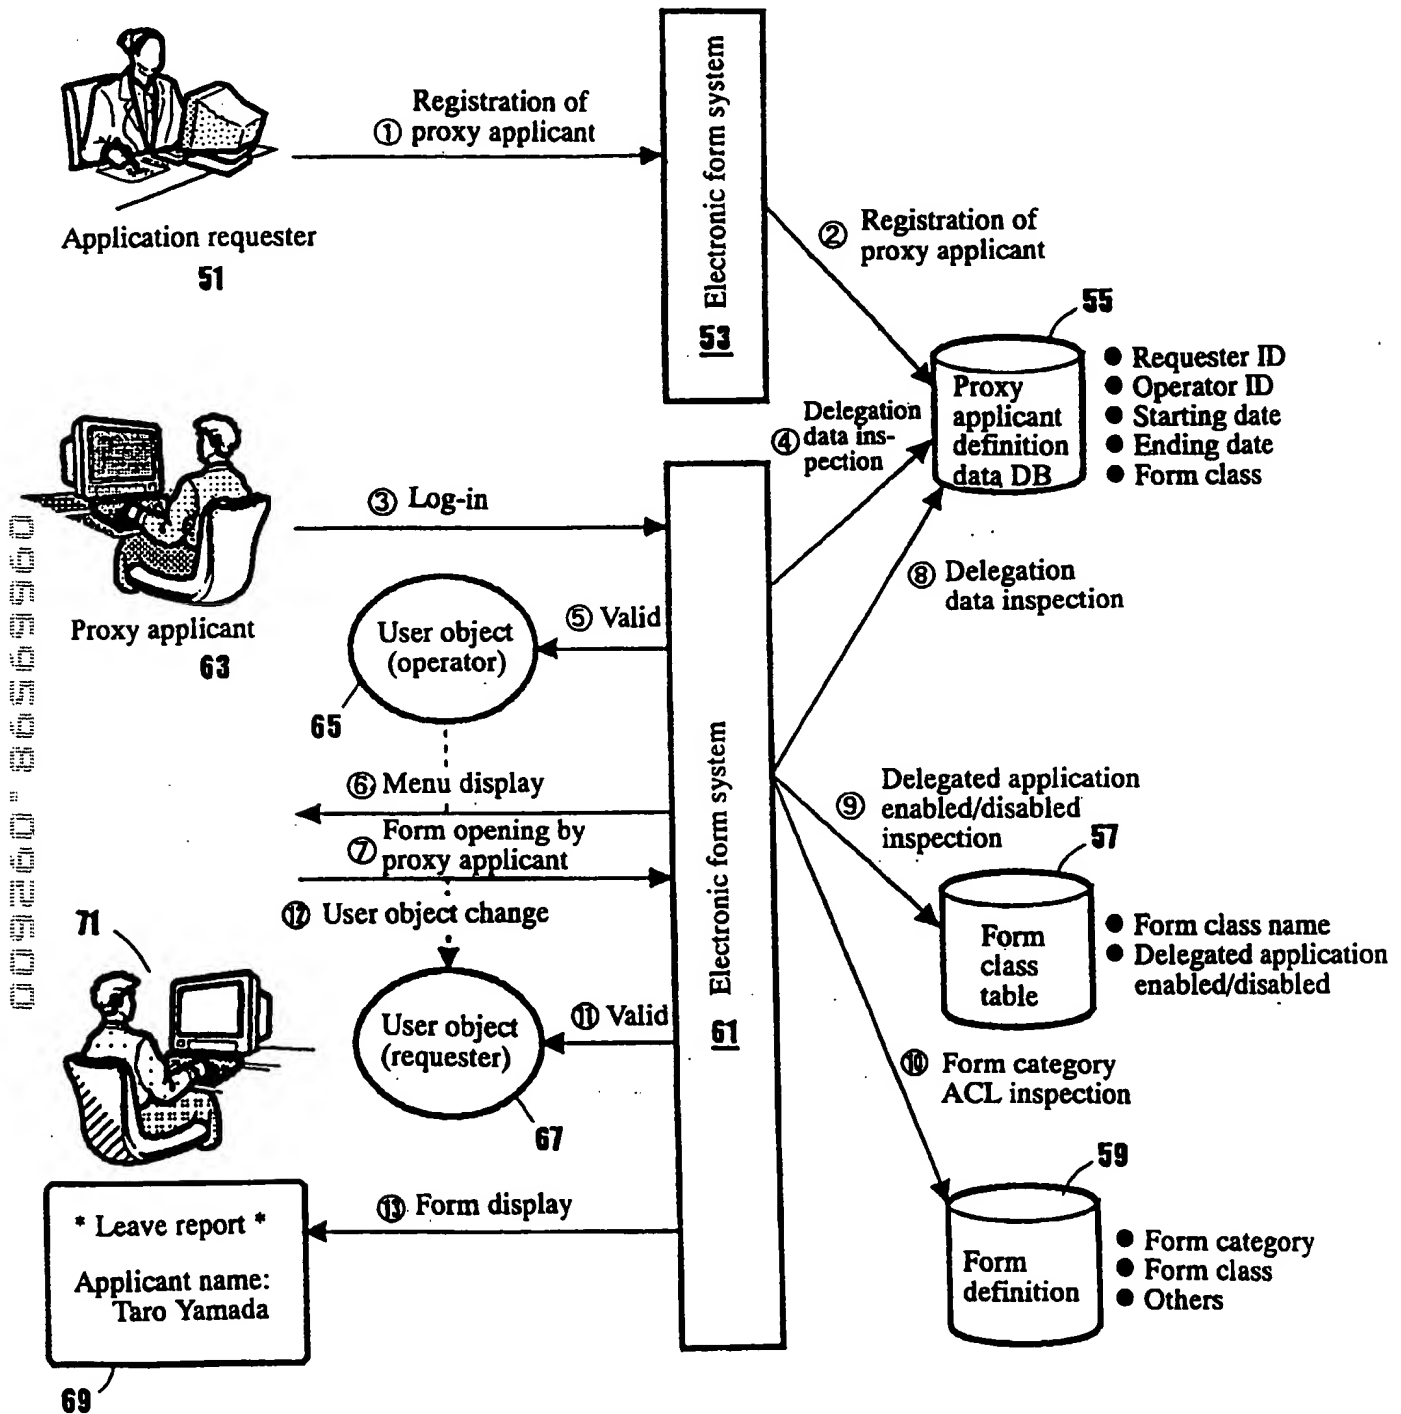 Registration of
① proxy applicant
Application requester
51
Electronic form system
53
② Registration of
proxy applicant
55
Proxy
applicant
definition
data DB
● Requester ID
● Operator ID
● Starting date
● Ending date
● Form class
Delegation
④ data ins-
pection
③ Log-in
Proxy applicant
63
⑤ Valid
User object
(operator)
65
⑧ Delegation
data inspection
⑥ Menu display
Form opening by
⑦ proxy applicant
⑫ User object change
Electronic form system
61
Delegated application
⑨ enabled/disabled
inspection
57
Form
class
table
● Form class name
● Delegated application
enabled/disabled
71
⑪ Valid
User object
(requester)
67
⑩ Form category
ACL inspection
59
Form
definition
● Form category
● Form class
● Others
⑬ Form display
* Leave report *
Applicant name:
Taro Yamada
69
09669598.092600